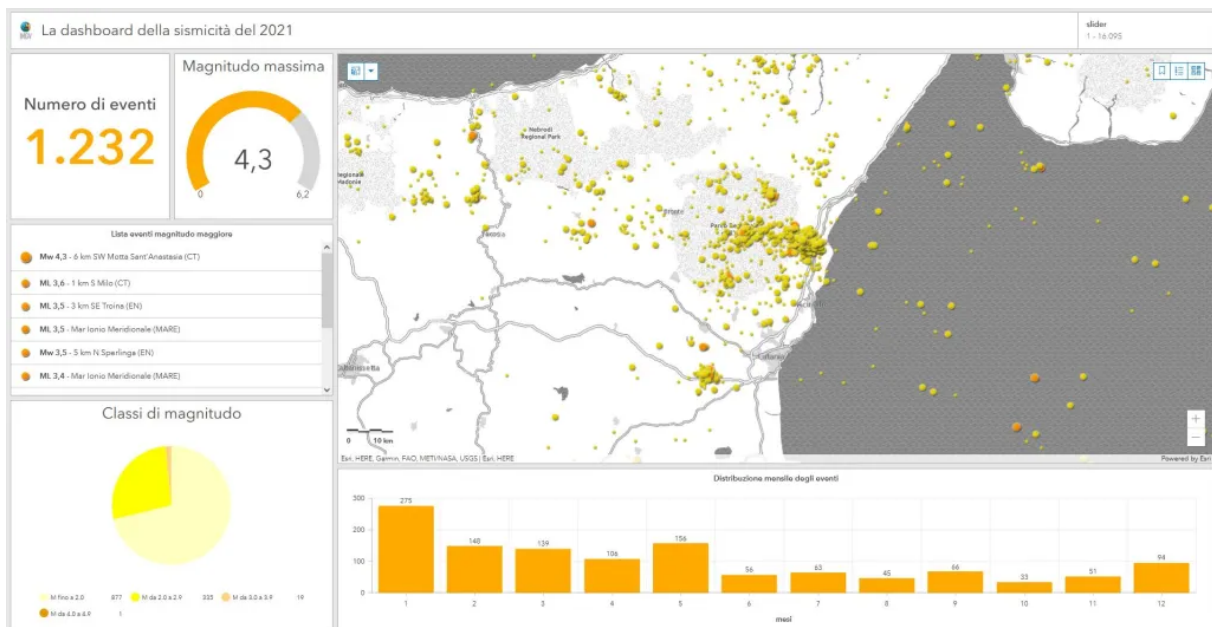 La dashboard della sismicità del 2021
slider
1 - 16.095
Numero di eventi
1.232
Magnitudo massima
4,3
0
6,2
Lista eventi magnitudo maggiore
Mw 4,3 - 6 km SW Motta Sant'Anastasia (CT)
ML 3,6 - 1 km S Milo (CT)
ML 3,5 - 3 km SE Troina (EN)
ML 3,5 - Mar Ionio Meridionale (MARE)
Mw 3,5 - 5 km N Sperlinga (EN)
ML 3,4 - Mar Ionio Meridionale (MARE)
Classi di magnitudo
M fino a 2.0 877
M da 2.0 a 2.9
M da 3.0 a 3.9 19
M da 4.0 a 4.9 1
Nebrodi
Regional Park
Regional
Madonie
Catania
0 10 km
Esri, HERE, Garmin, FAO, METI/NASA, USGS | Esri, HERE
Powered by Esri
Distribuzione mensile degli eventi
300
200
100
0
275
148
139
106
156
56
63
45
66
33
51
94
1
2
3
4
5
6
7
8
9
10
11
12
mesi